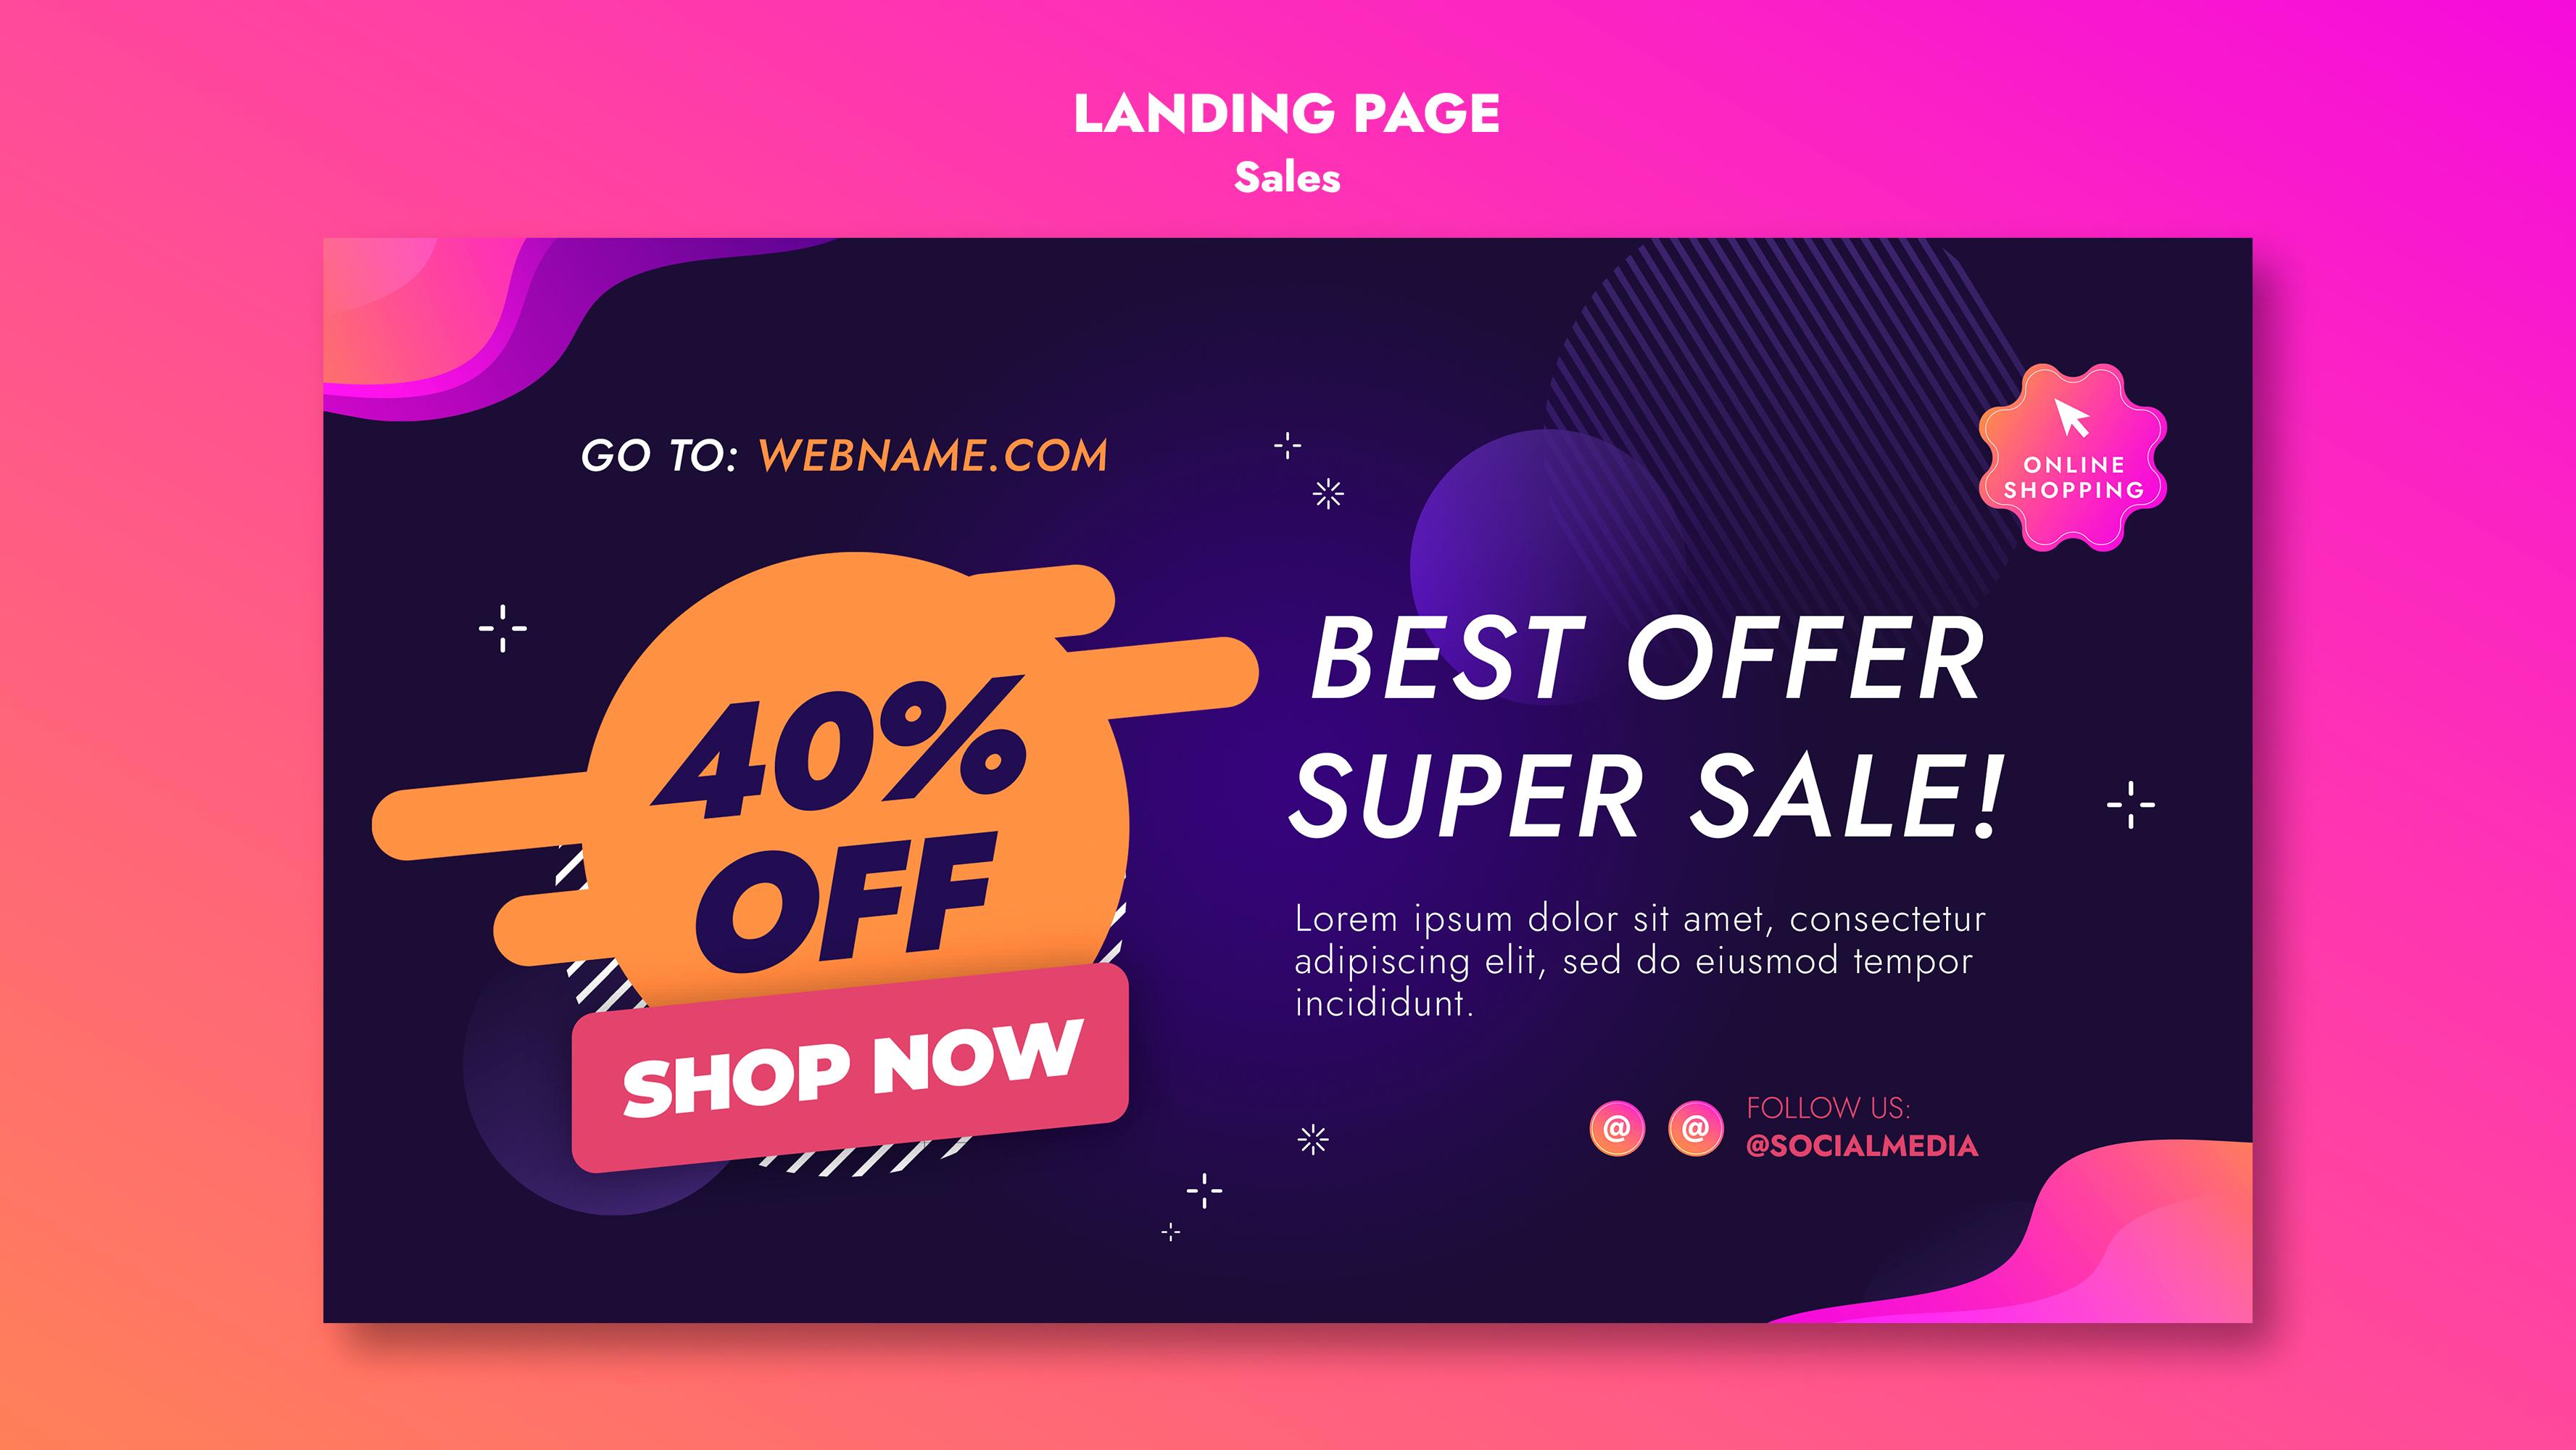 LANDING PAGE
Sales
GO TO: WEBNAME.COM
40%
OFF
SHOP NOW
ONLINE
SHOPPING
BEST OFFER
SUPER SALE!
Lorem ipsum dolor sit amet, consectetur
adipiscing elit, sed do eiusmod tempor
incididunt.
@ @ FOLLOW US:
@SOCIALMEDIA